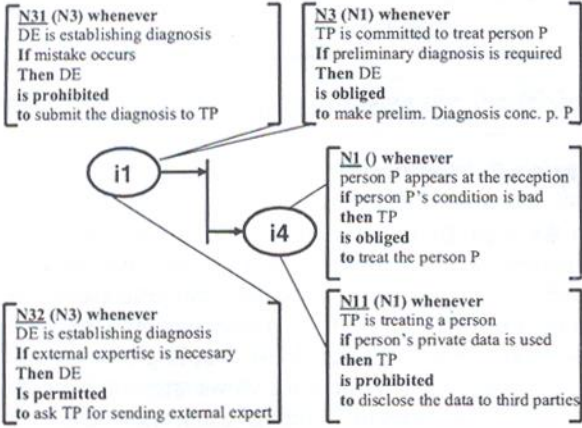 N31 (N3) whenever
DE is establishing diagnosis
If mistake occurs
Then DE
is prohibited
to submit the diagnosis to TP
N3 (N1) whenever
TP is committed to treat person P
If preliminary diagnosis is required
Then DE
is obliged
to make prelim. Diagnosis conc. p. P
i1
N1 () whenever
person P appears at the reception
if person P's condition is bad
then TP
is obliged
to treat the person P
i4
N32 (N3) whenever
DE is establishing diagnosis
If external expertise is necesary
Then DE
Is permitted
to ask TP for sending external expert
N11 (N1) whenever
TP is treating a person
if person's private data is used
then TP
is prohibited
to disclose the data to third parties